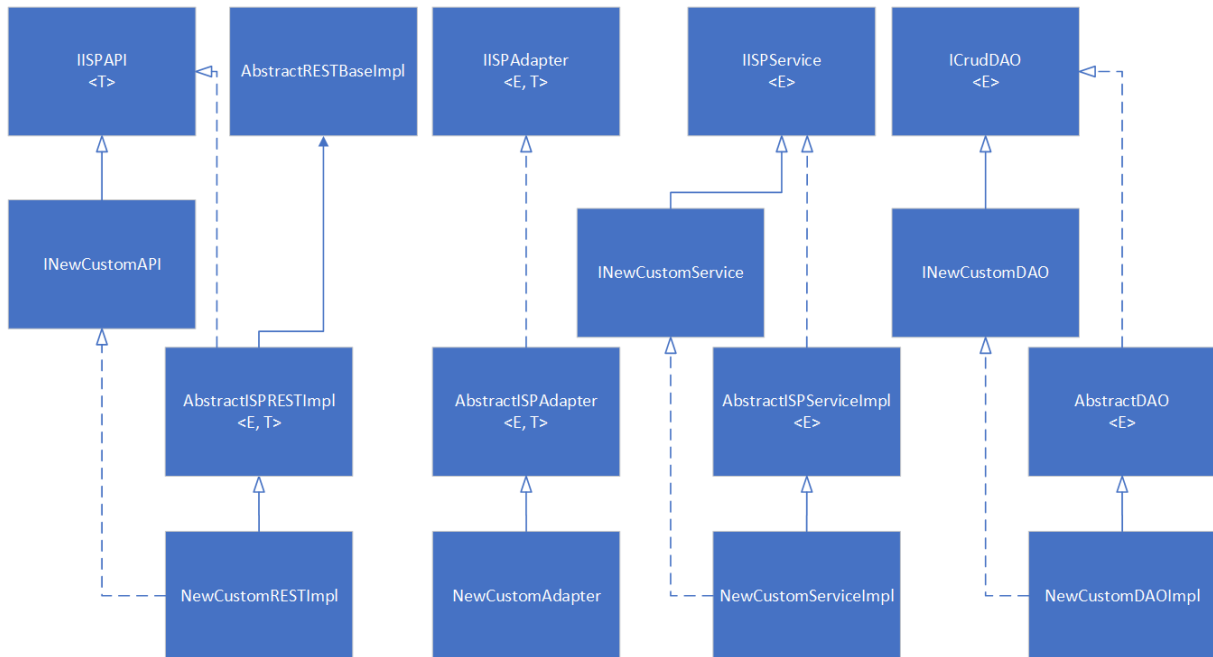 IISPAPI
<T>
AbstractRESTBaseImpl
IISPAdapter
<E, T>
IISPService
<E>
ICrudDAO
<E>
INewCustomAPI
INewCustomService
INewCustomDAO
AbstractISPRESTImpl
<E, T>
AbstractISPAdapter
<E, T>
AbstractISPServiceImpl
<E>
AbstractDAO
<E>
NewCustomRESTImpl
NewCustomAdapter
NewCustomServiceImpl
NewCustomDAOImpl